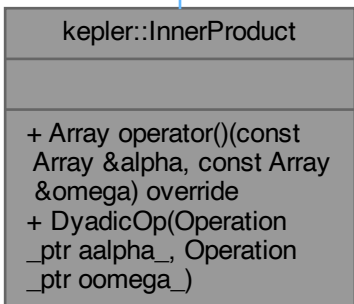 kepler::InnerProduct
+ Array operator()(const
Array &alpha, const Array
&omega) override
+ DyadicOp(Operation
_ptr aalpha_, Operation
_ptr oomega_)